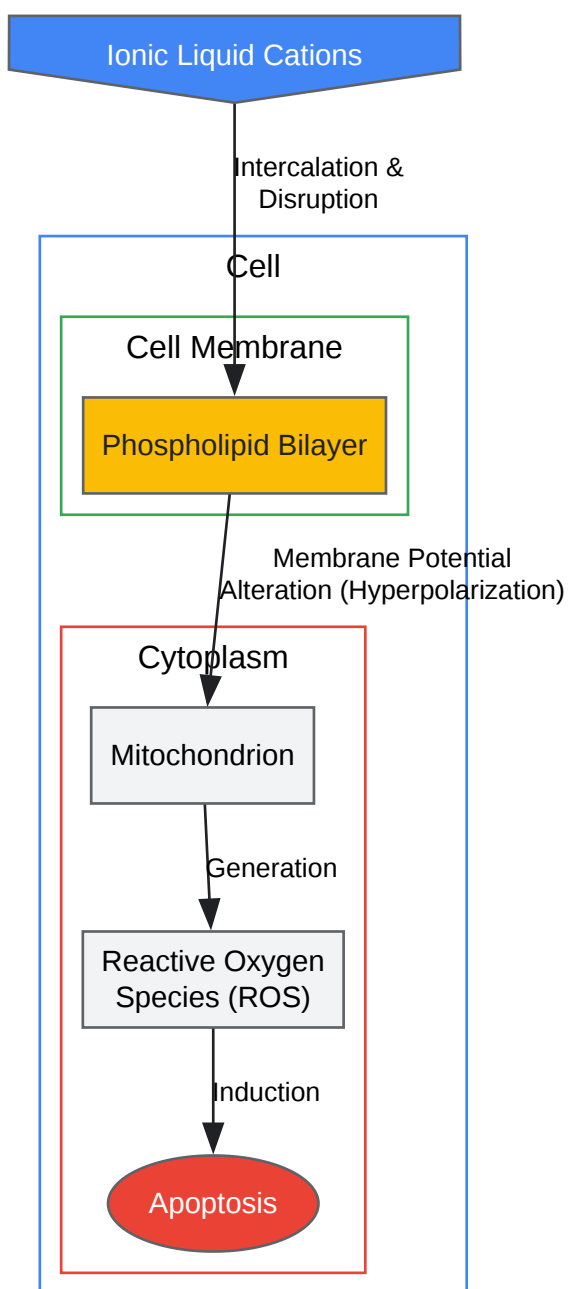 Ionic Liquid Cations
Intercalation &
Disruption
Cell
Cell Membrane
Phospholipid Bilayer
Membrane Potential
Alteration (Hyperpolarization)
Cytoplasm
Mitochondrion
Generation
Reactive Oxygen
Species (ROS)
Induction
Apoptosis